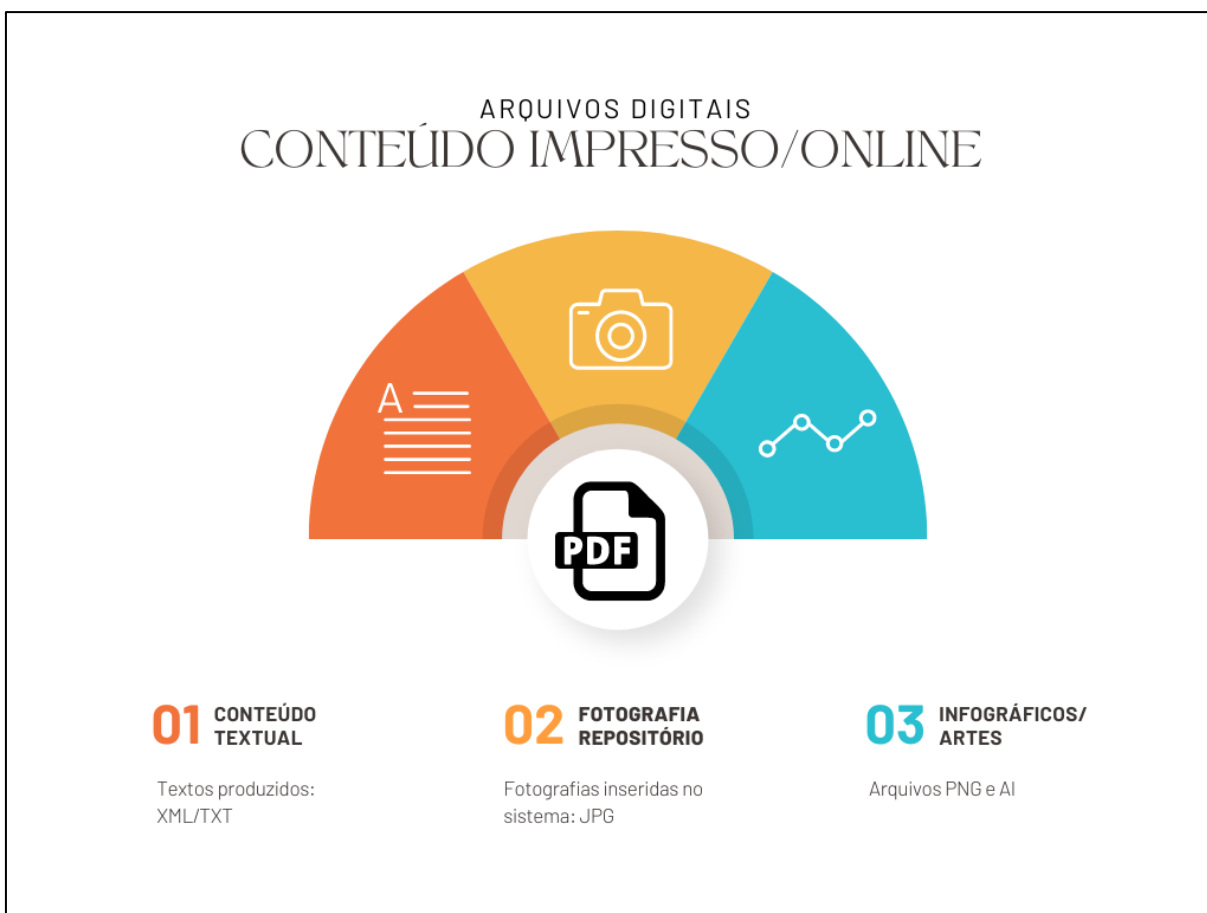 ARQUIVOS DIGITAIS
CONTEÚDO IMPRESSO/ONLINE
A
PDF
01 CONTEÚDO
TEXTUAL
Textos produzidos:
XML/TXT
02 FOTOGRAFIA
REPOSITÓRIO
Fotografias inseridas no
sistema: JPG
03 INFOGRÁFICOS/
ARTES
Arquivos PNG e AI